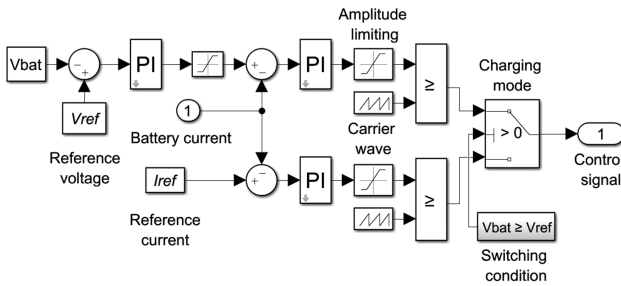 Amplitude
limiting
Vbat
PI
PI
≥
Charging
mode
Vref
1
Battery current
Carrier
wave
> 0
1
Contro
signal
Reference
voltage
Iref
PI
≥
Reference
current
Vbat ≥ Vref
Switching
condition